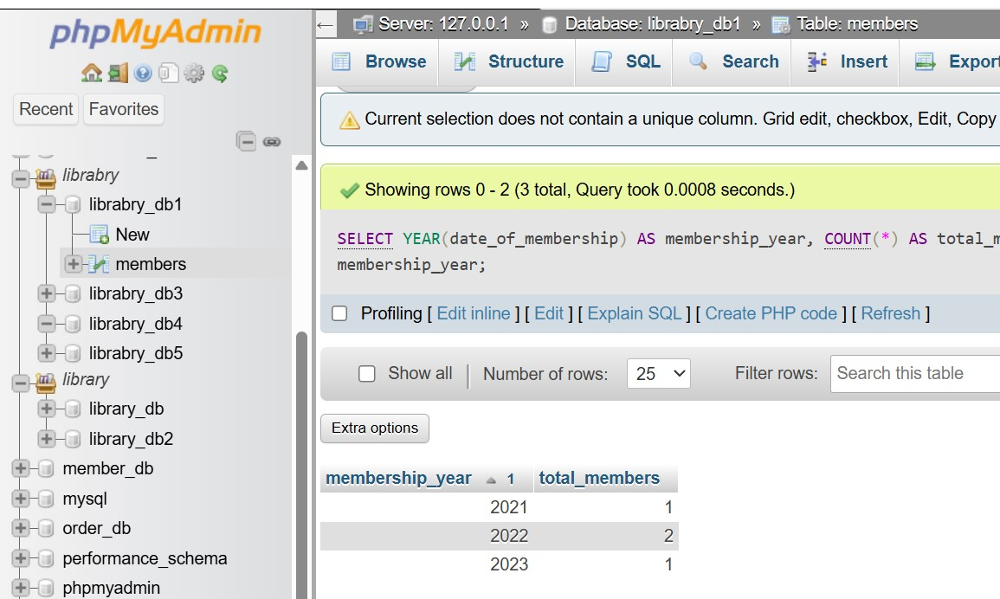 phpMyAdmin
Recent Favorites
librabry
librabry_db1
New
members
librabry_db3
librabry_db4
librabry_db5
library
library_db
library_db2
member_db
mysql
order_db
performance_schema
phpmyadmin
← Server: 127.0.0.1 » Database: librabry_db1 » Table: members
Browse Structure SQL Search Insert Export
Current selection does not contain a unique column. Grid edit, checkbox, Edit, Copy
Showing rows 0 - 2 (3 total, Query took 0.0008 seconds.)
SELECT YEAR(date_of_membership) AS membership_year, COUNT(*) AS total_m
membership_year;
Profiling [ Edit inline ] [ Edit ] [ Explain SQL ] [ Create PHP code ] [ Refresh ]
Show all | Number of rows: 25 Filter rows: Search this table
Extra options
membership_year 1 total_members
2021 1
2022 2
2023 1